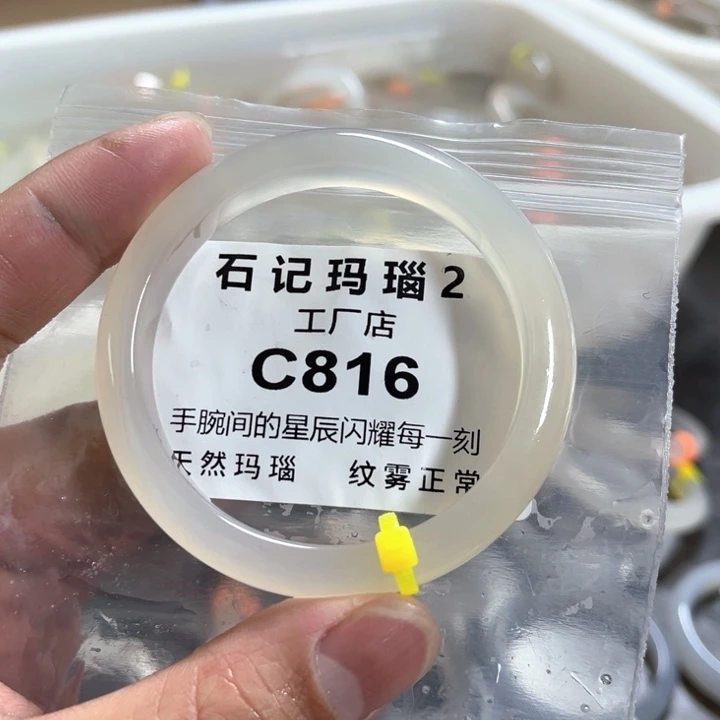 石记玛瑙2
工厂店
C816
手腕间的星辰闪耀每一刻
天然玛瑙 纹雾正常